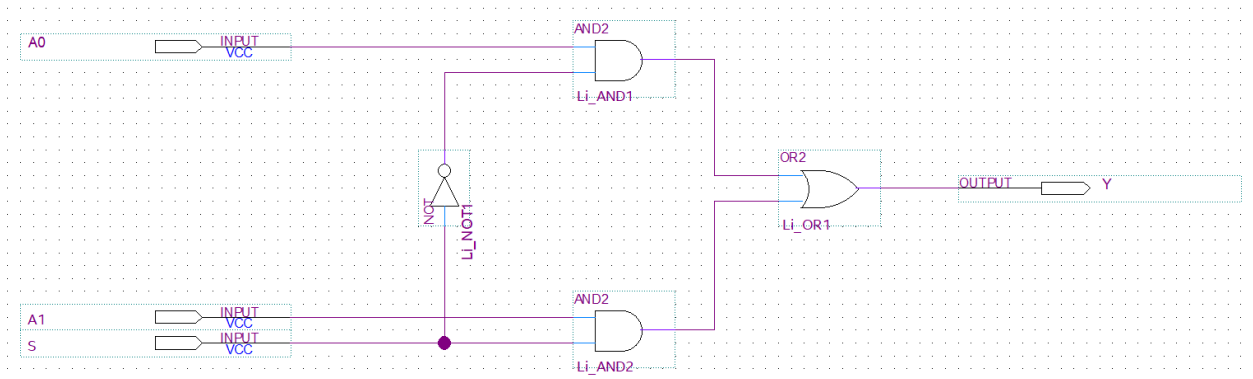 A0
INPUT
VCC
AND2
Li_AND1
NOT
Li_NOT1
OR2
Li_OR1
OUTPUT
Y
A1
INPUT
VCC
S
INPUT
VCC
AND2
Li_AND2